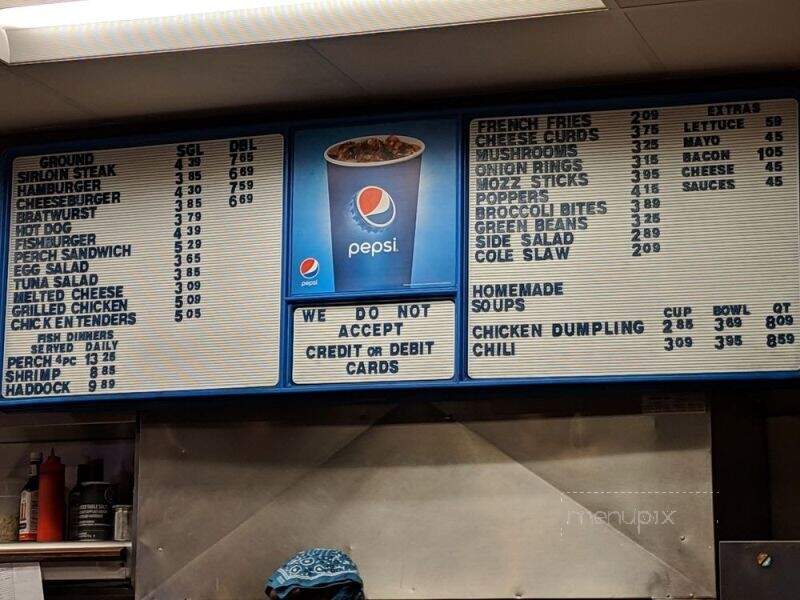 SGL DBL
GROUND
SIRLOIN STEAK 4 39 7 65
HAMBURGER 3 85 6 69
CHEESEBURGER 4 30 7 59
BRATWURST 3 85 6 69
HOT DOG 3 79
FISHBURGER 4 39
PERCH SANDWICH 5 29
EGG SALAD 3 65
TUNA SALAD 3 85
MELTED CHEESE 3 09
GRILLED CHICKEN 5 09
CHICKEN TENDERS 5 05
FISH DINNERS
SERVED DAILY
PERCH 4PC 13 25
SHRIMP 8 85
HADDOCK 9 89
pepsi.
pepsi
WE DO NOT
ACCEPT
CREDIT OR DEBIT
CARDS
FRENCH FRIES 2 09
CHEESE CURDS 3 75
MUSHROOMS 3 25
ONION RINGS 3 15
MOZZ STICKS 3 95
POPPERS 4 15
BROCCOLI BITES 3 89
GREEN BEANS 3 25
SIDE SALAD 2 89
COLE SLAW 2 09
EXTRAS
LETTUCE 59
MAYO 45
BACON 1 05
CHEESE 45
SAUCES 45
HOMEMADE
SOUPS
CUP BOWL QT
CHICKEN DUMPLING 2 85 3 69 8 09
CHILI 3 09 3 95 8 59
menupix